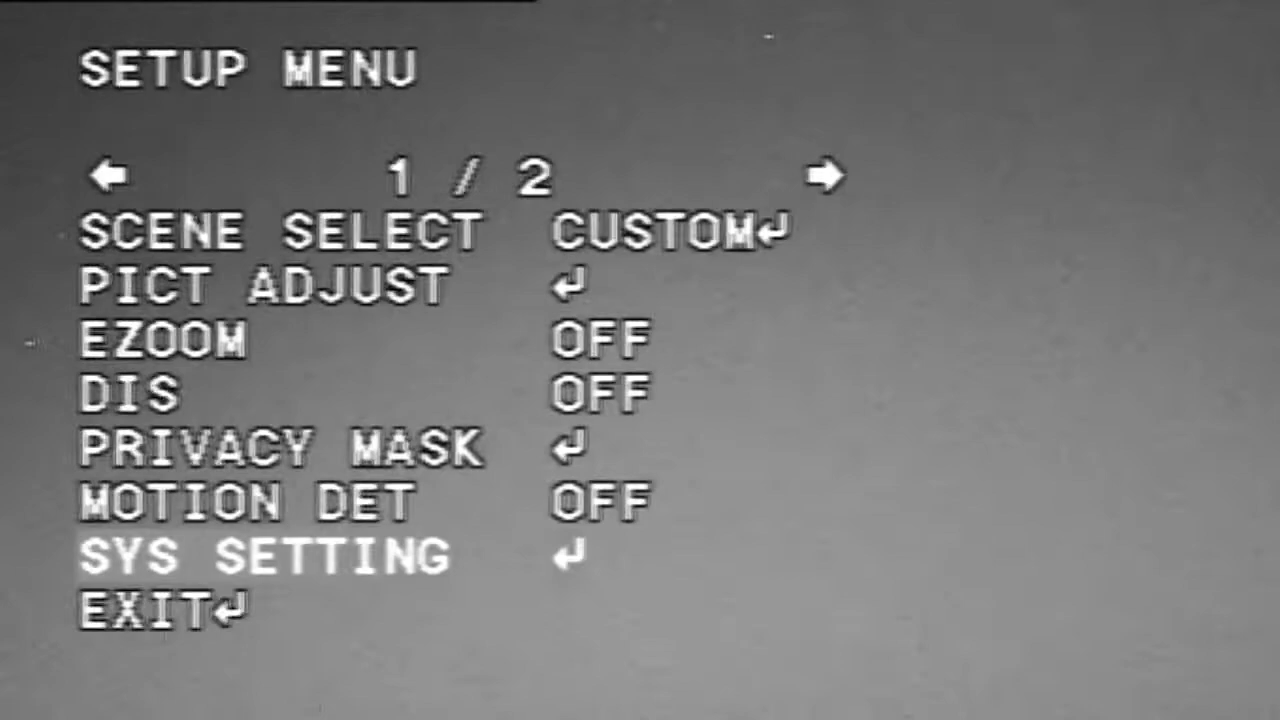 SETUP MENU
← 1 / 2 →
SCENE SELECT CUSTOM↵
PICT ADJUST ↵
EZOOM OFF
DIS OFF
PRIVACY MASK ↵
MOTION DET OFF
SYS SETTING ↵
EXIT↵